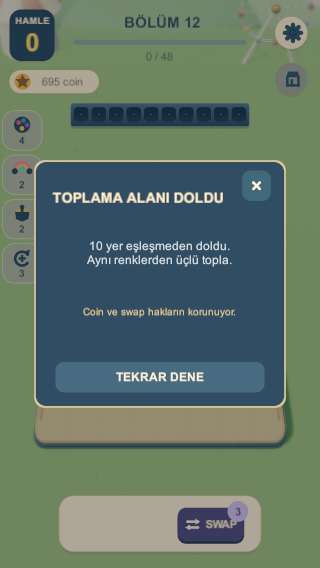 HAMLE
0
BÖLÜM 12
0 / 48
695 coin
4
2
2
3
TOPLAMA ALANI DOLDU
10 yer eşleşmeden doldu.
Aynı renklerden üçlü topla.
Coin ve swap hakların korunuyor.
TEKRAR DENE
3
SWAP